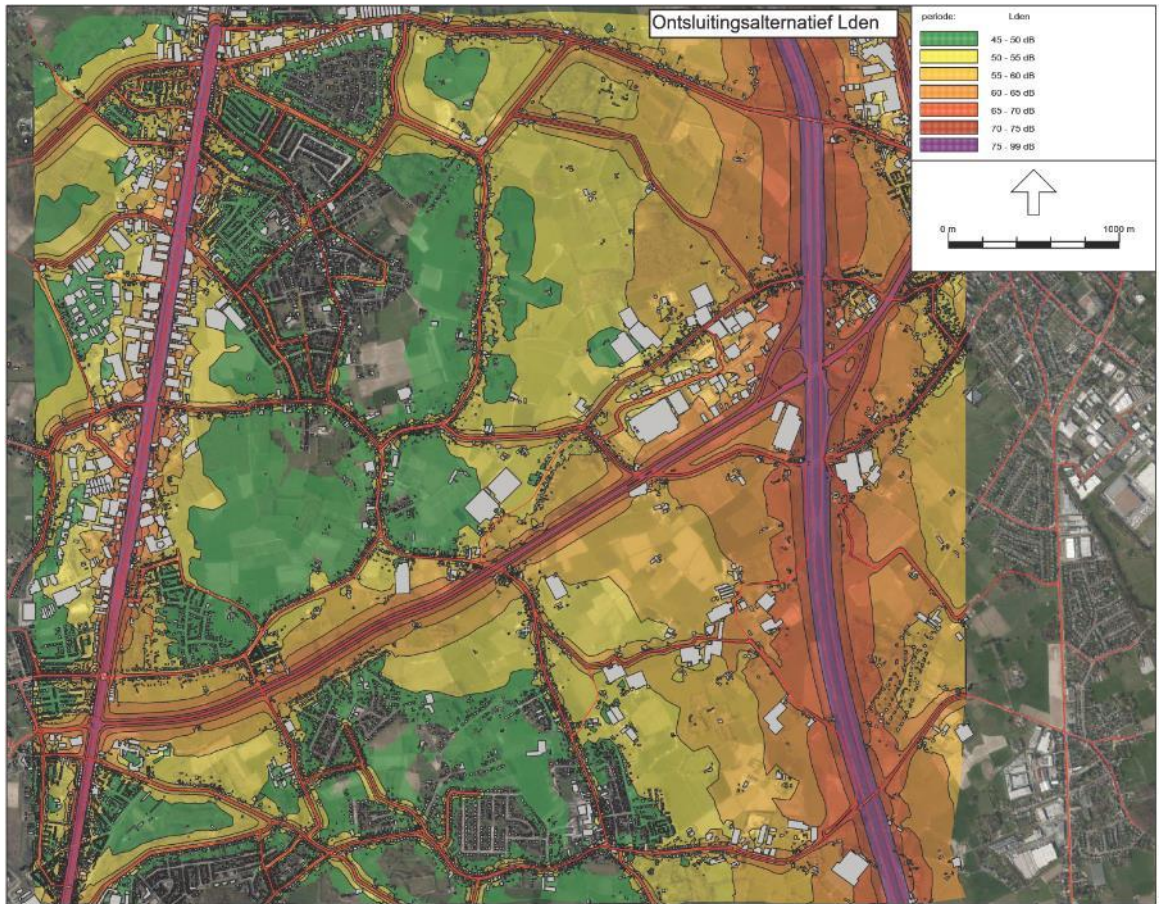 Ontsluitingsalternatief Lden
periode: Lden
45 - 50 dB
50 - 55 dB
55 - 60 dB
60 - 65 dB
65 - 70 dB
70 - 75 dB
75 - 99 dB
0 m 1000 m